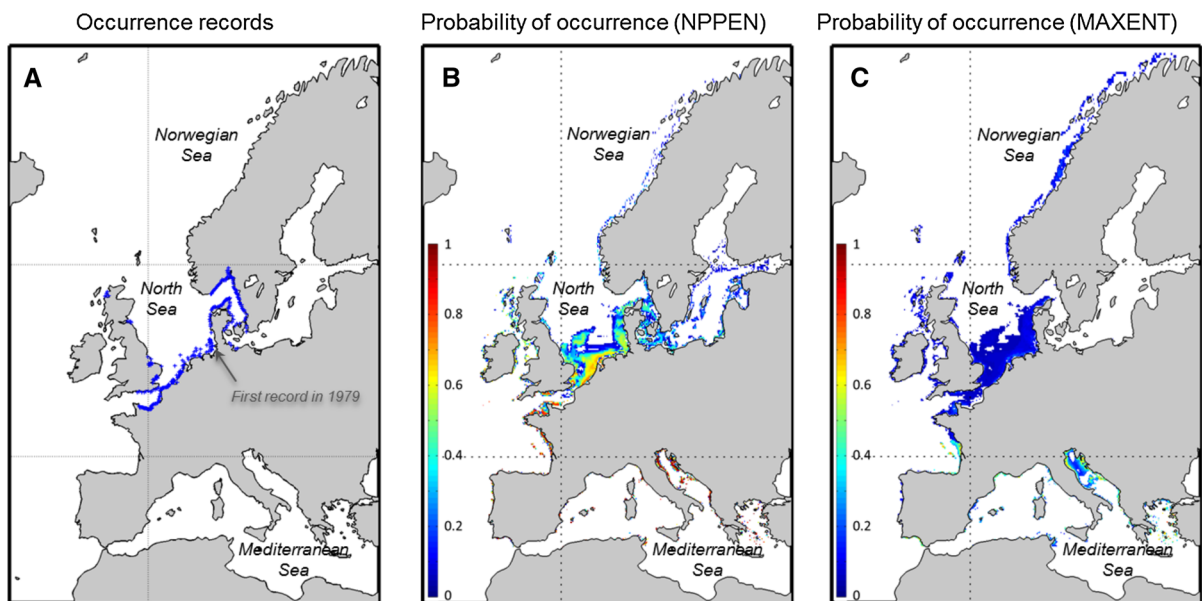 Occurrence records
Probability of occurrence (NPPEN)
Probability of occurrence (MAXENT)
A
Norwegian
Sea
North
Sea
First record in 1979
Mediterranean
Sea
B
Norwegian
Sea
North
Sea
Mediterranean
Sea
1
0.8
0.6
0.4
0.2
0
C
Norwegian
Sea
North
Sea
Mediterranean
Sea
1
0.8
0.6
0.4
0.2
0